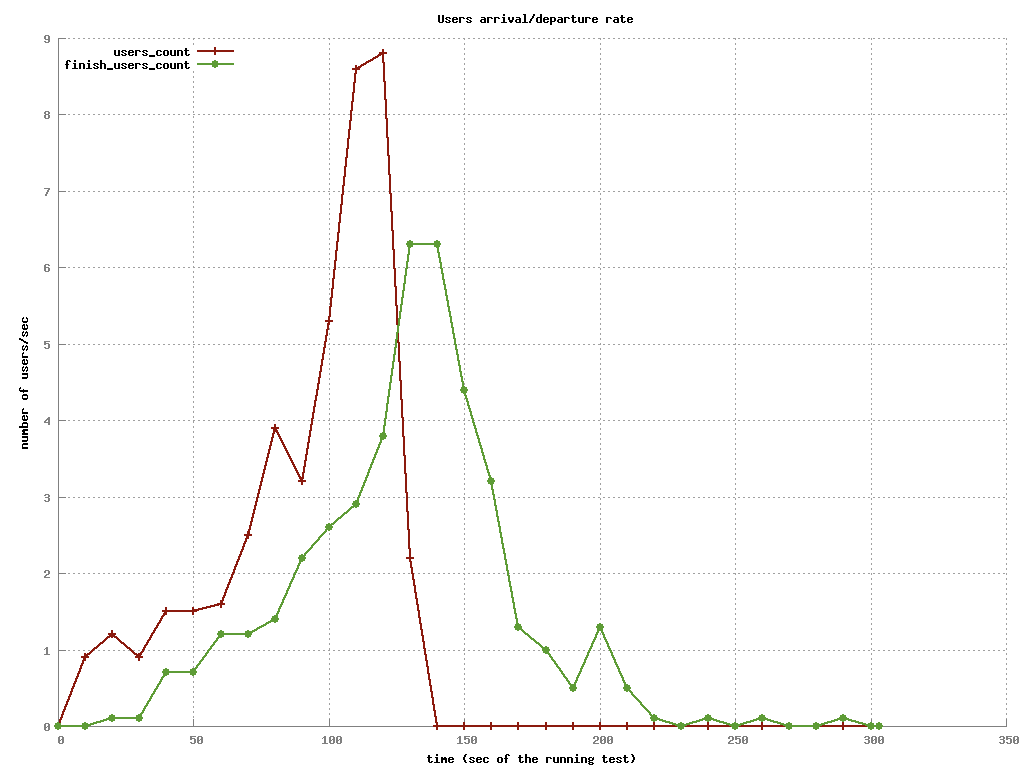 Users arrival/departure rate
users_count
finish_users_count
number of users/sec
9
8
7
6
5
4
3
2
1
0
0 50 100 150 200 250 300 350
time (sec of the running test)